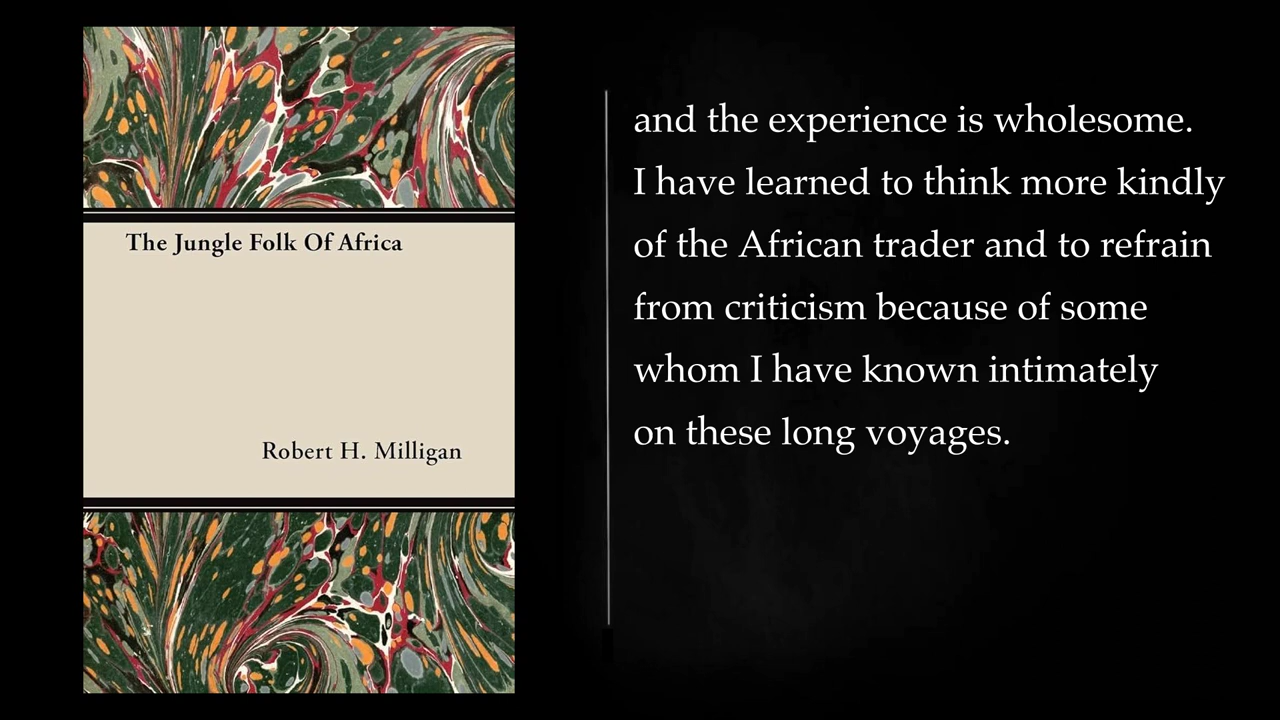 The Jungle Folk Of Africa
Robert H. Milligan
and the experience is wholesome.
I have learned to think more kindly
of the African trader and to refrain
from criticism because of some
whom I have known intimately
on these long voyages.